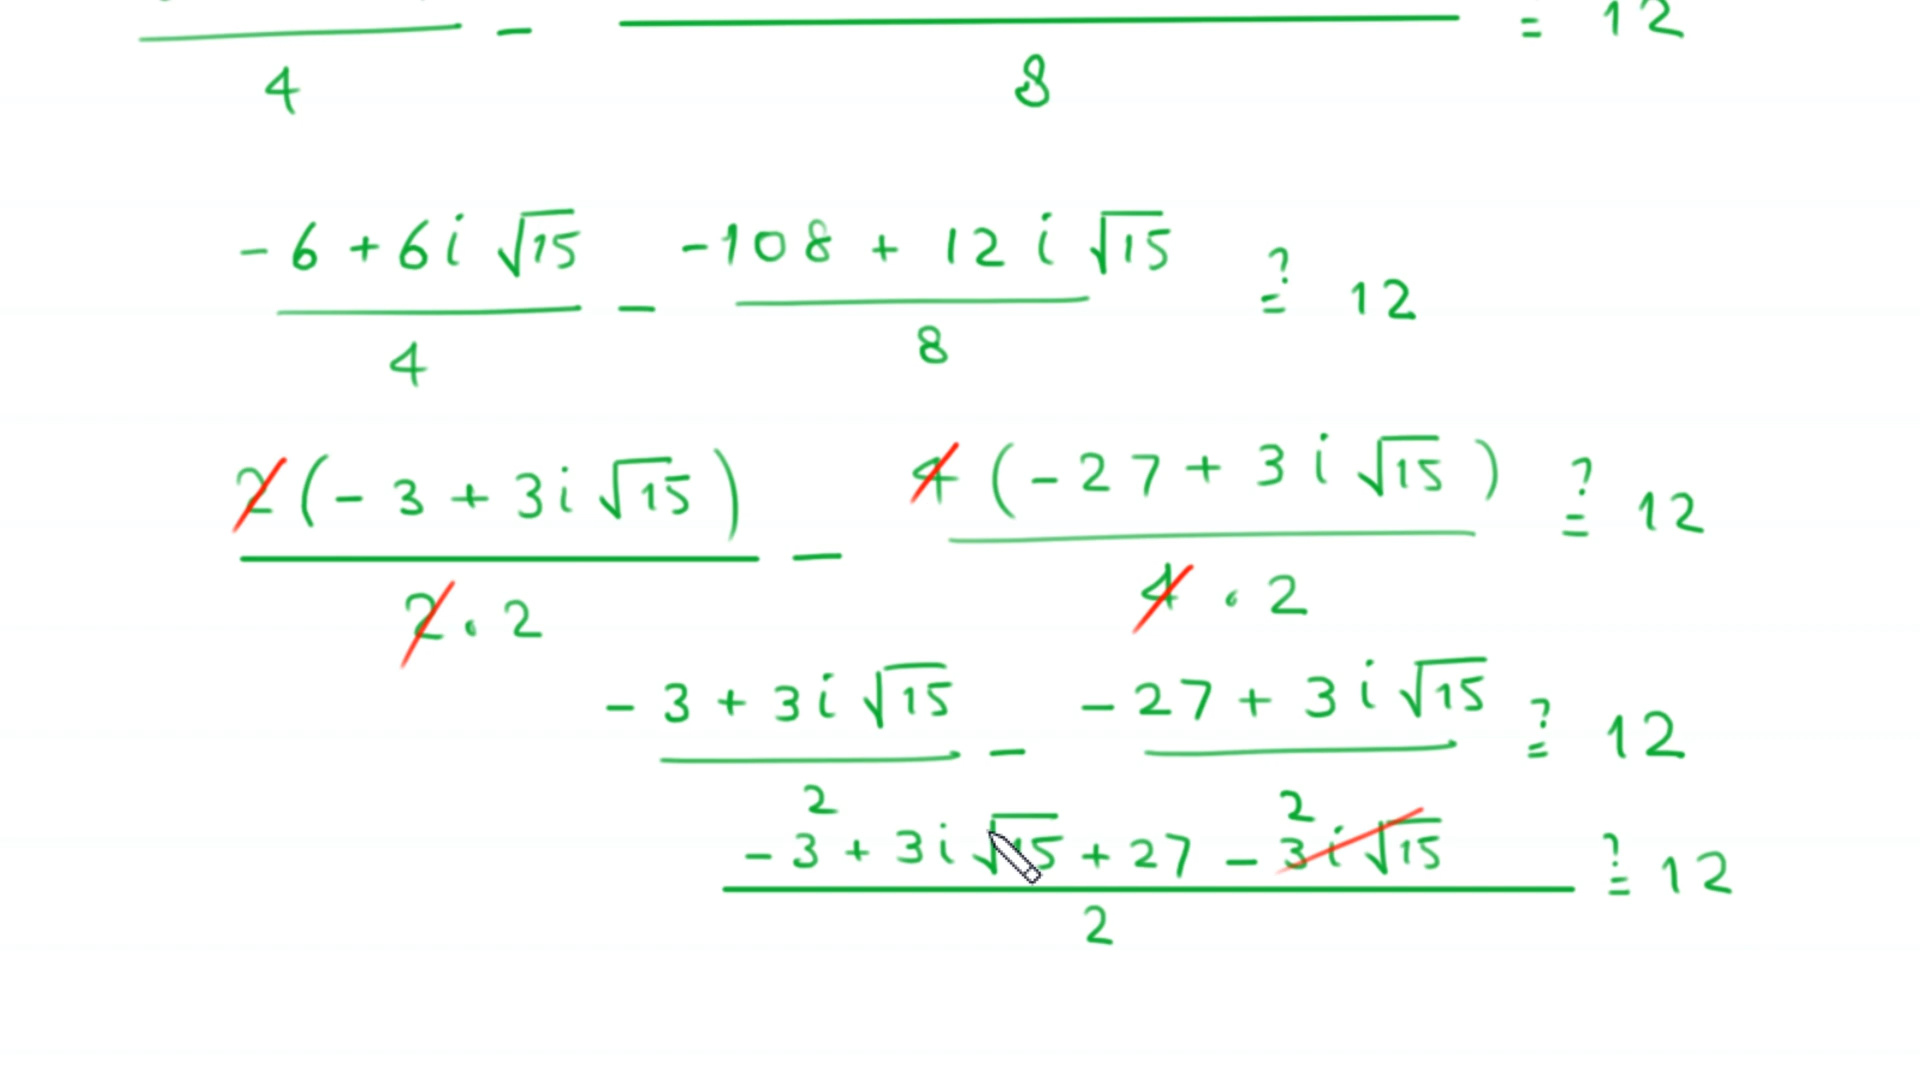 — - — = 12
4 8
-6 + 6i √15 -108 + 12 i √15
— - — ≟ 12
4 8
2(-3 + 3i √15) - 4(-27 + 3i √15) ≟ 12
2 . 2 4 . 2
-3 + 3i √15 - -27 + 3i √15 ≟ 12
2 2
-3 + 3i √15 + 27 - 3i √15 ≟ 12
2